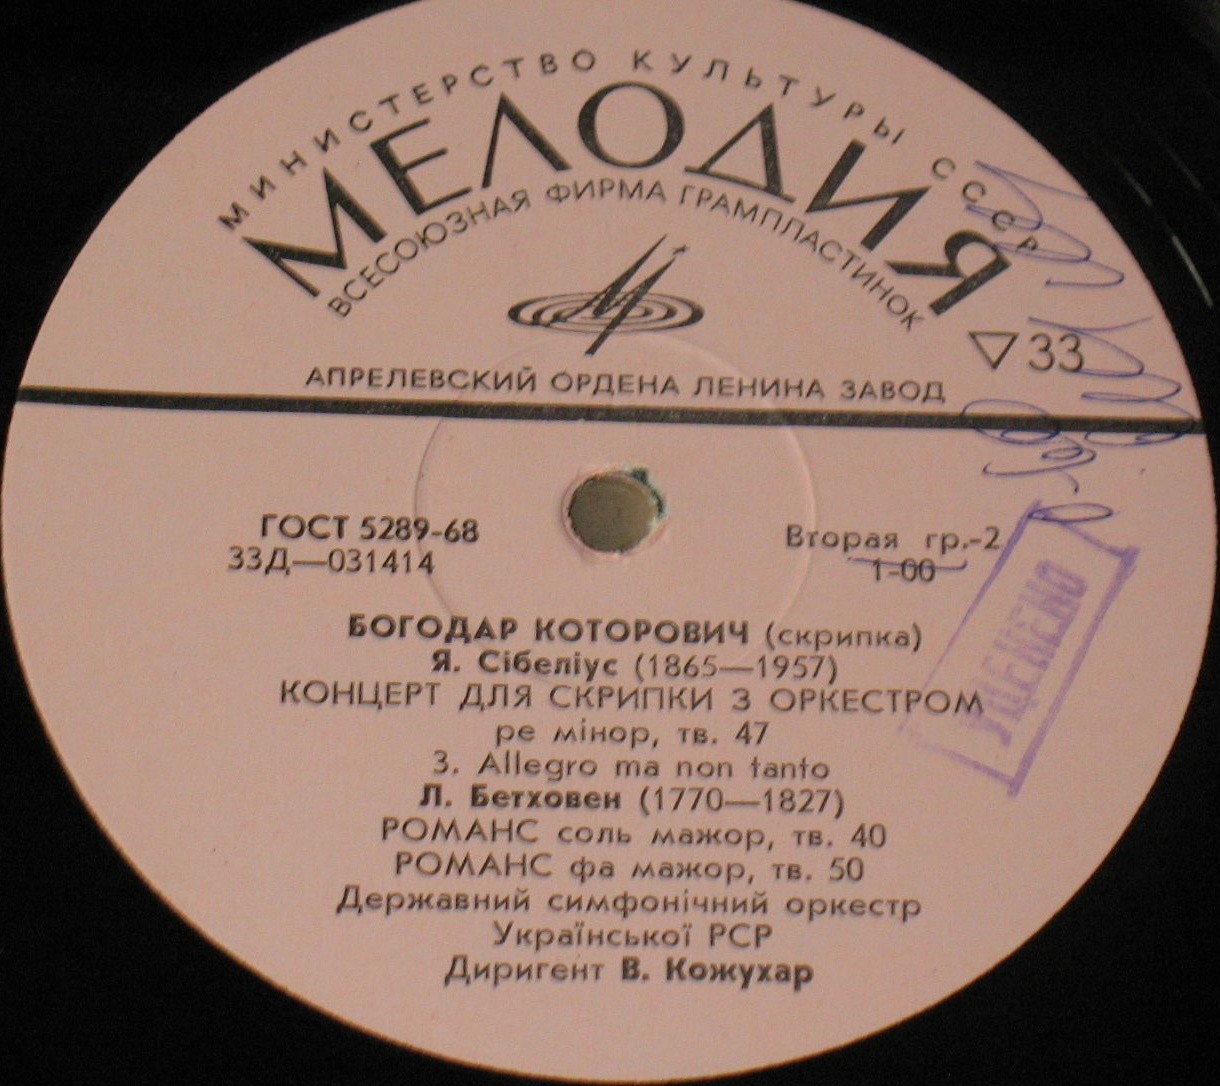 МИНИСТЕРСТВО КУЛЬТУРЫ СССР
МЕЛОДИЯ
ВСЕСОЮЗНАЯ ФИРМА ГРАМПЛАСТИНОК
33
АПРЕЛЕВСКИЙ ОРДЕНА ЛЕНИНА ЗАВОД
ГОСТ 5289-68
33Д—031414
Вторая гр.-2
1-00
УЦЕНЕНО
БОГОДАР КОТОРОВИЧ (скрипка)
Я. Сібеліус (1865—1957)
КОНЦЕРТ ДЛЯ СКРИПКИ З ОРКЕСТРОМ
ре мінор, тв. 47
3. Allegro ma non tanto
Л. Бетховен (1770—1827)
РОМАНС соль мажор, тв. 40
РОМАНС фа мажор, тв. 50
Державний симфонічний оркестр
Української РСР
Диригент В. Кожухар